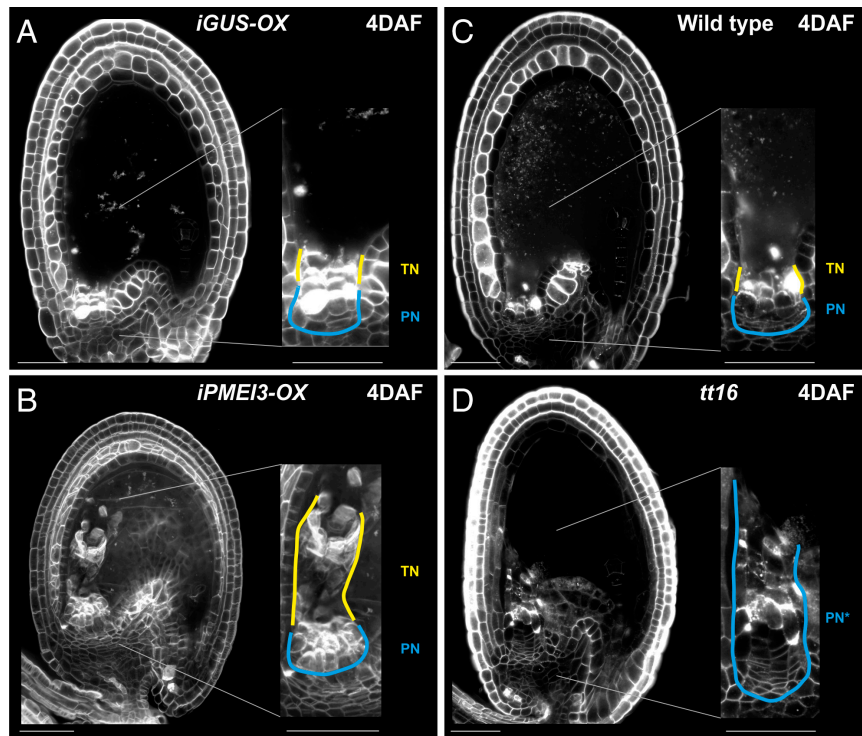 A iGUS-OX 4DAF
TN
PN
C Wild type 4DAF
TN
PN
B iPMEI3-OX 4DAF
TN
PN
D tt16 4DAF
PN*